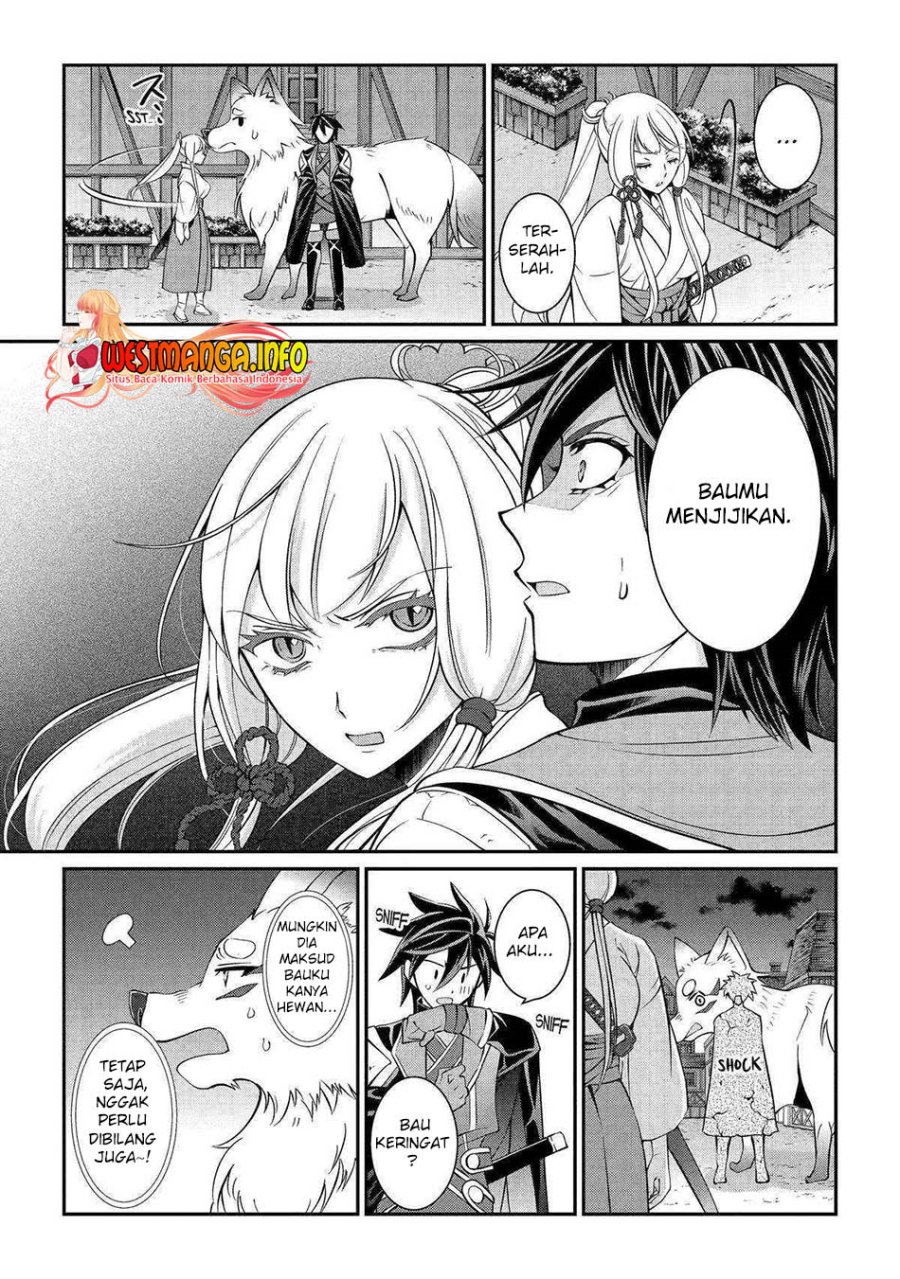 ...
TER-
SERAH-
LAH.
ス
SST...
WESTMANGA.INFO
Situs Baca Komik Berbahasa Indonesia
BAUMU
MENJIJIKAN.
SHOCK
APA
AKU...
SNIFF
SNIFF
BAU
KERINGAT
?
MUNGKIN
DIA
MAKSUD
BAUKU
KANYA
HEWAN...
TETAP
SAJA,
NGGAK
PERLU
DIBILANG
JUGA~!